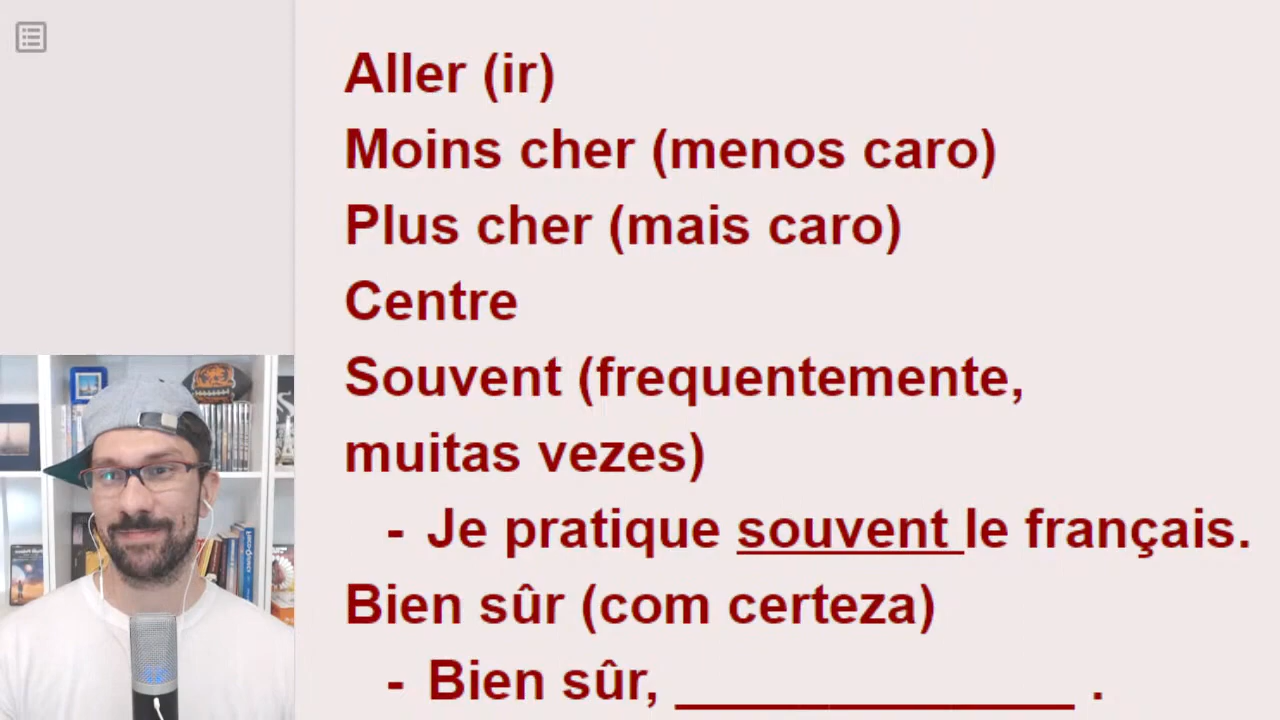 Aller (ir)
Moins cher (menos caro)
Plus cher (mais caro)
Centre
Souvent (frequentemente,
muitas vezes)
- Je pratique souvent le français.
Bien sûr (com certeza)
- Bien sûr, _______________ .